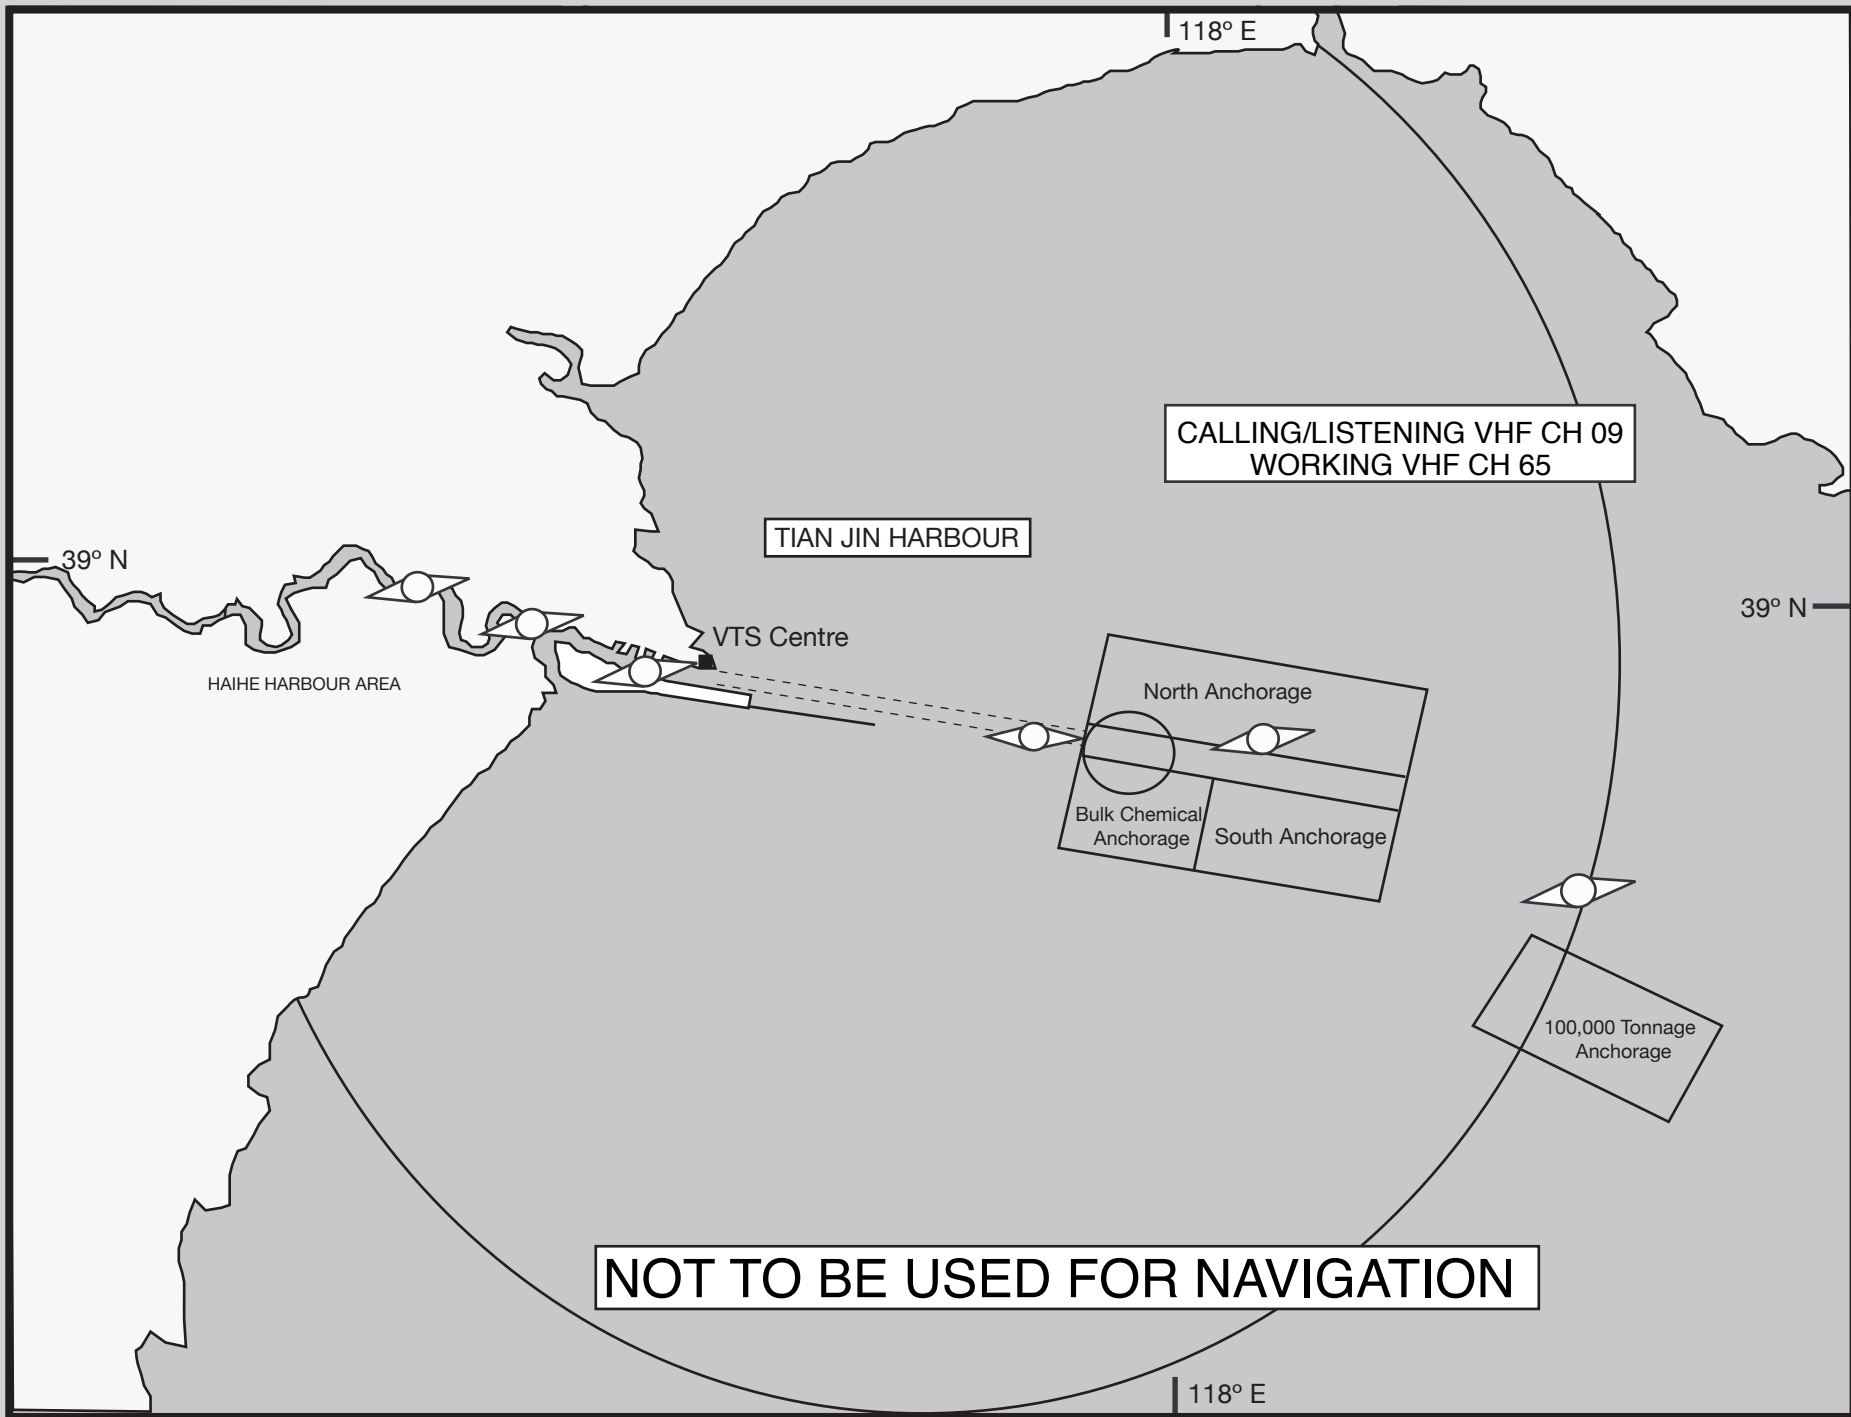 118º E
CALLING/LISTENING VHF CH 09
WORKING VHF CH 65
TIAN JIN HARBOUR
39º N
39º N
VTS Centre
HAIHE HARBOUR AREA
North Anchorage
Bulk Chemical
Anchorage
South Anchorage
100,000 Tonnage
Anchorage
NOT TO BE USED FOR NAVIGATION
118º E